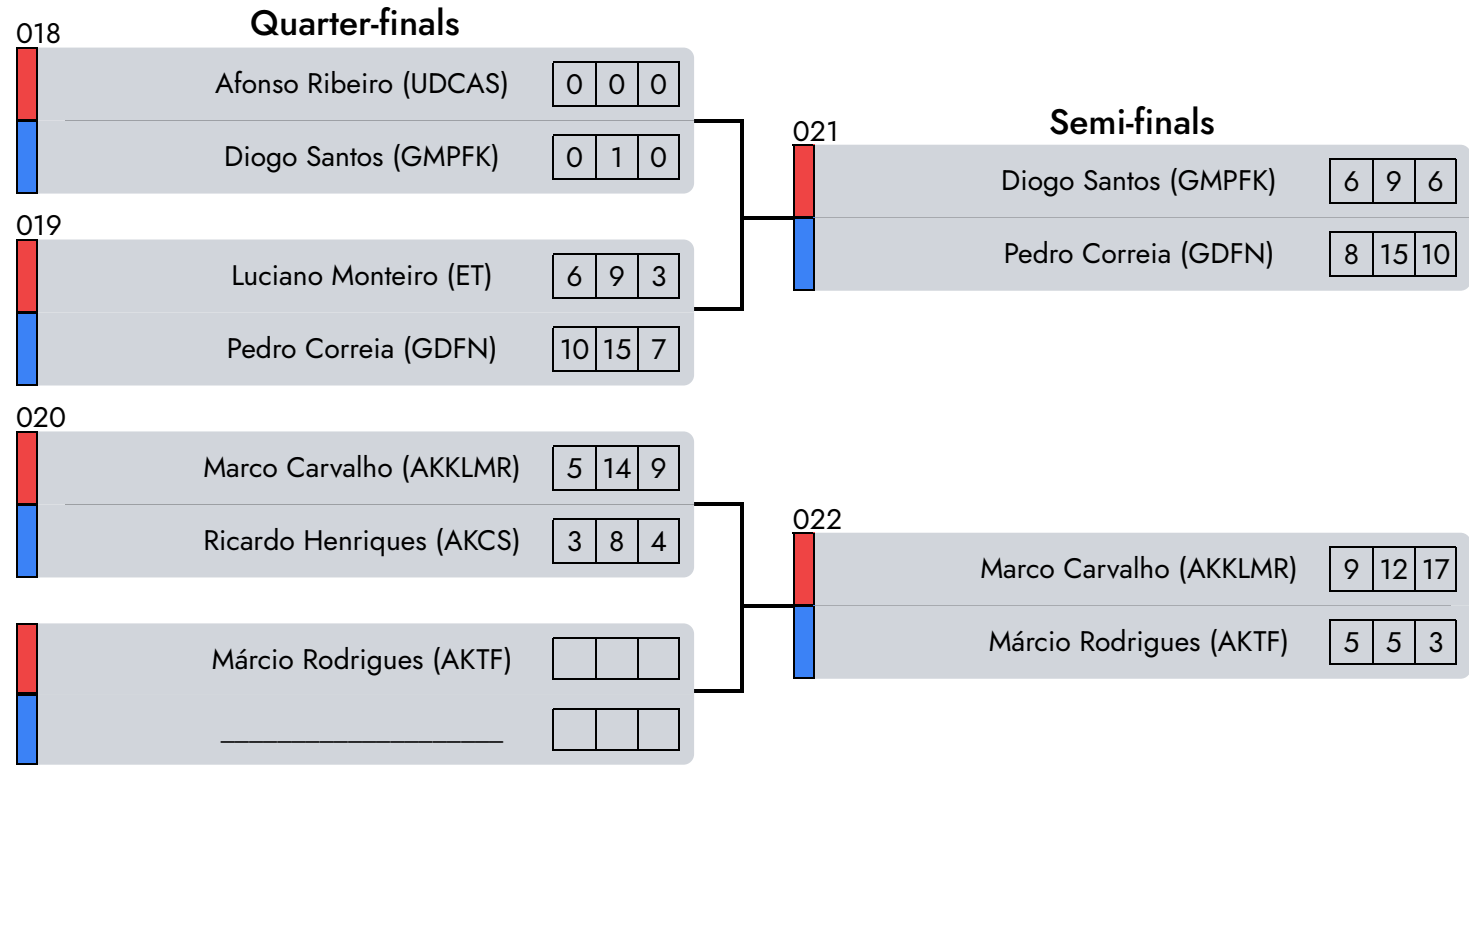 Quarter-finals
018
Afonso Ribeiro (UDCAS) 0 0 0
Diogo Santos (GMPFK) 0 1 0
019
Luciano Monteiro (ET) 6 9 3
Pedro Correia (GDFN) 10 15 7
020
Marco Carvalho (AKKLMR) 5 14 9
Ricardo Henriques (AKCS) 3 8 4
Márcio Rodrigues (AKTF)
____________________
Semi-finals
021
Diogo Santos (GMPFK) 6 9 6
Pedro Correia (GDFN) 8 15 10
022
Marco Carvalho (AKKLMR) 9 12 17
Márcio Rodrigues (AKTF) 5 5 3